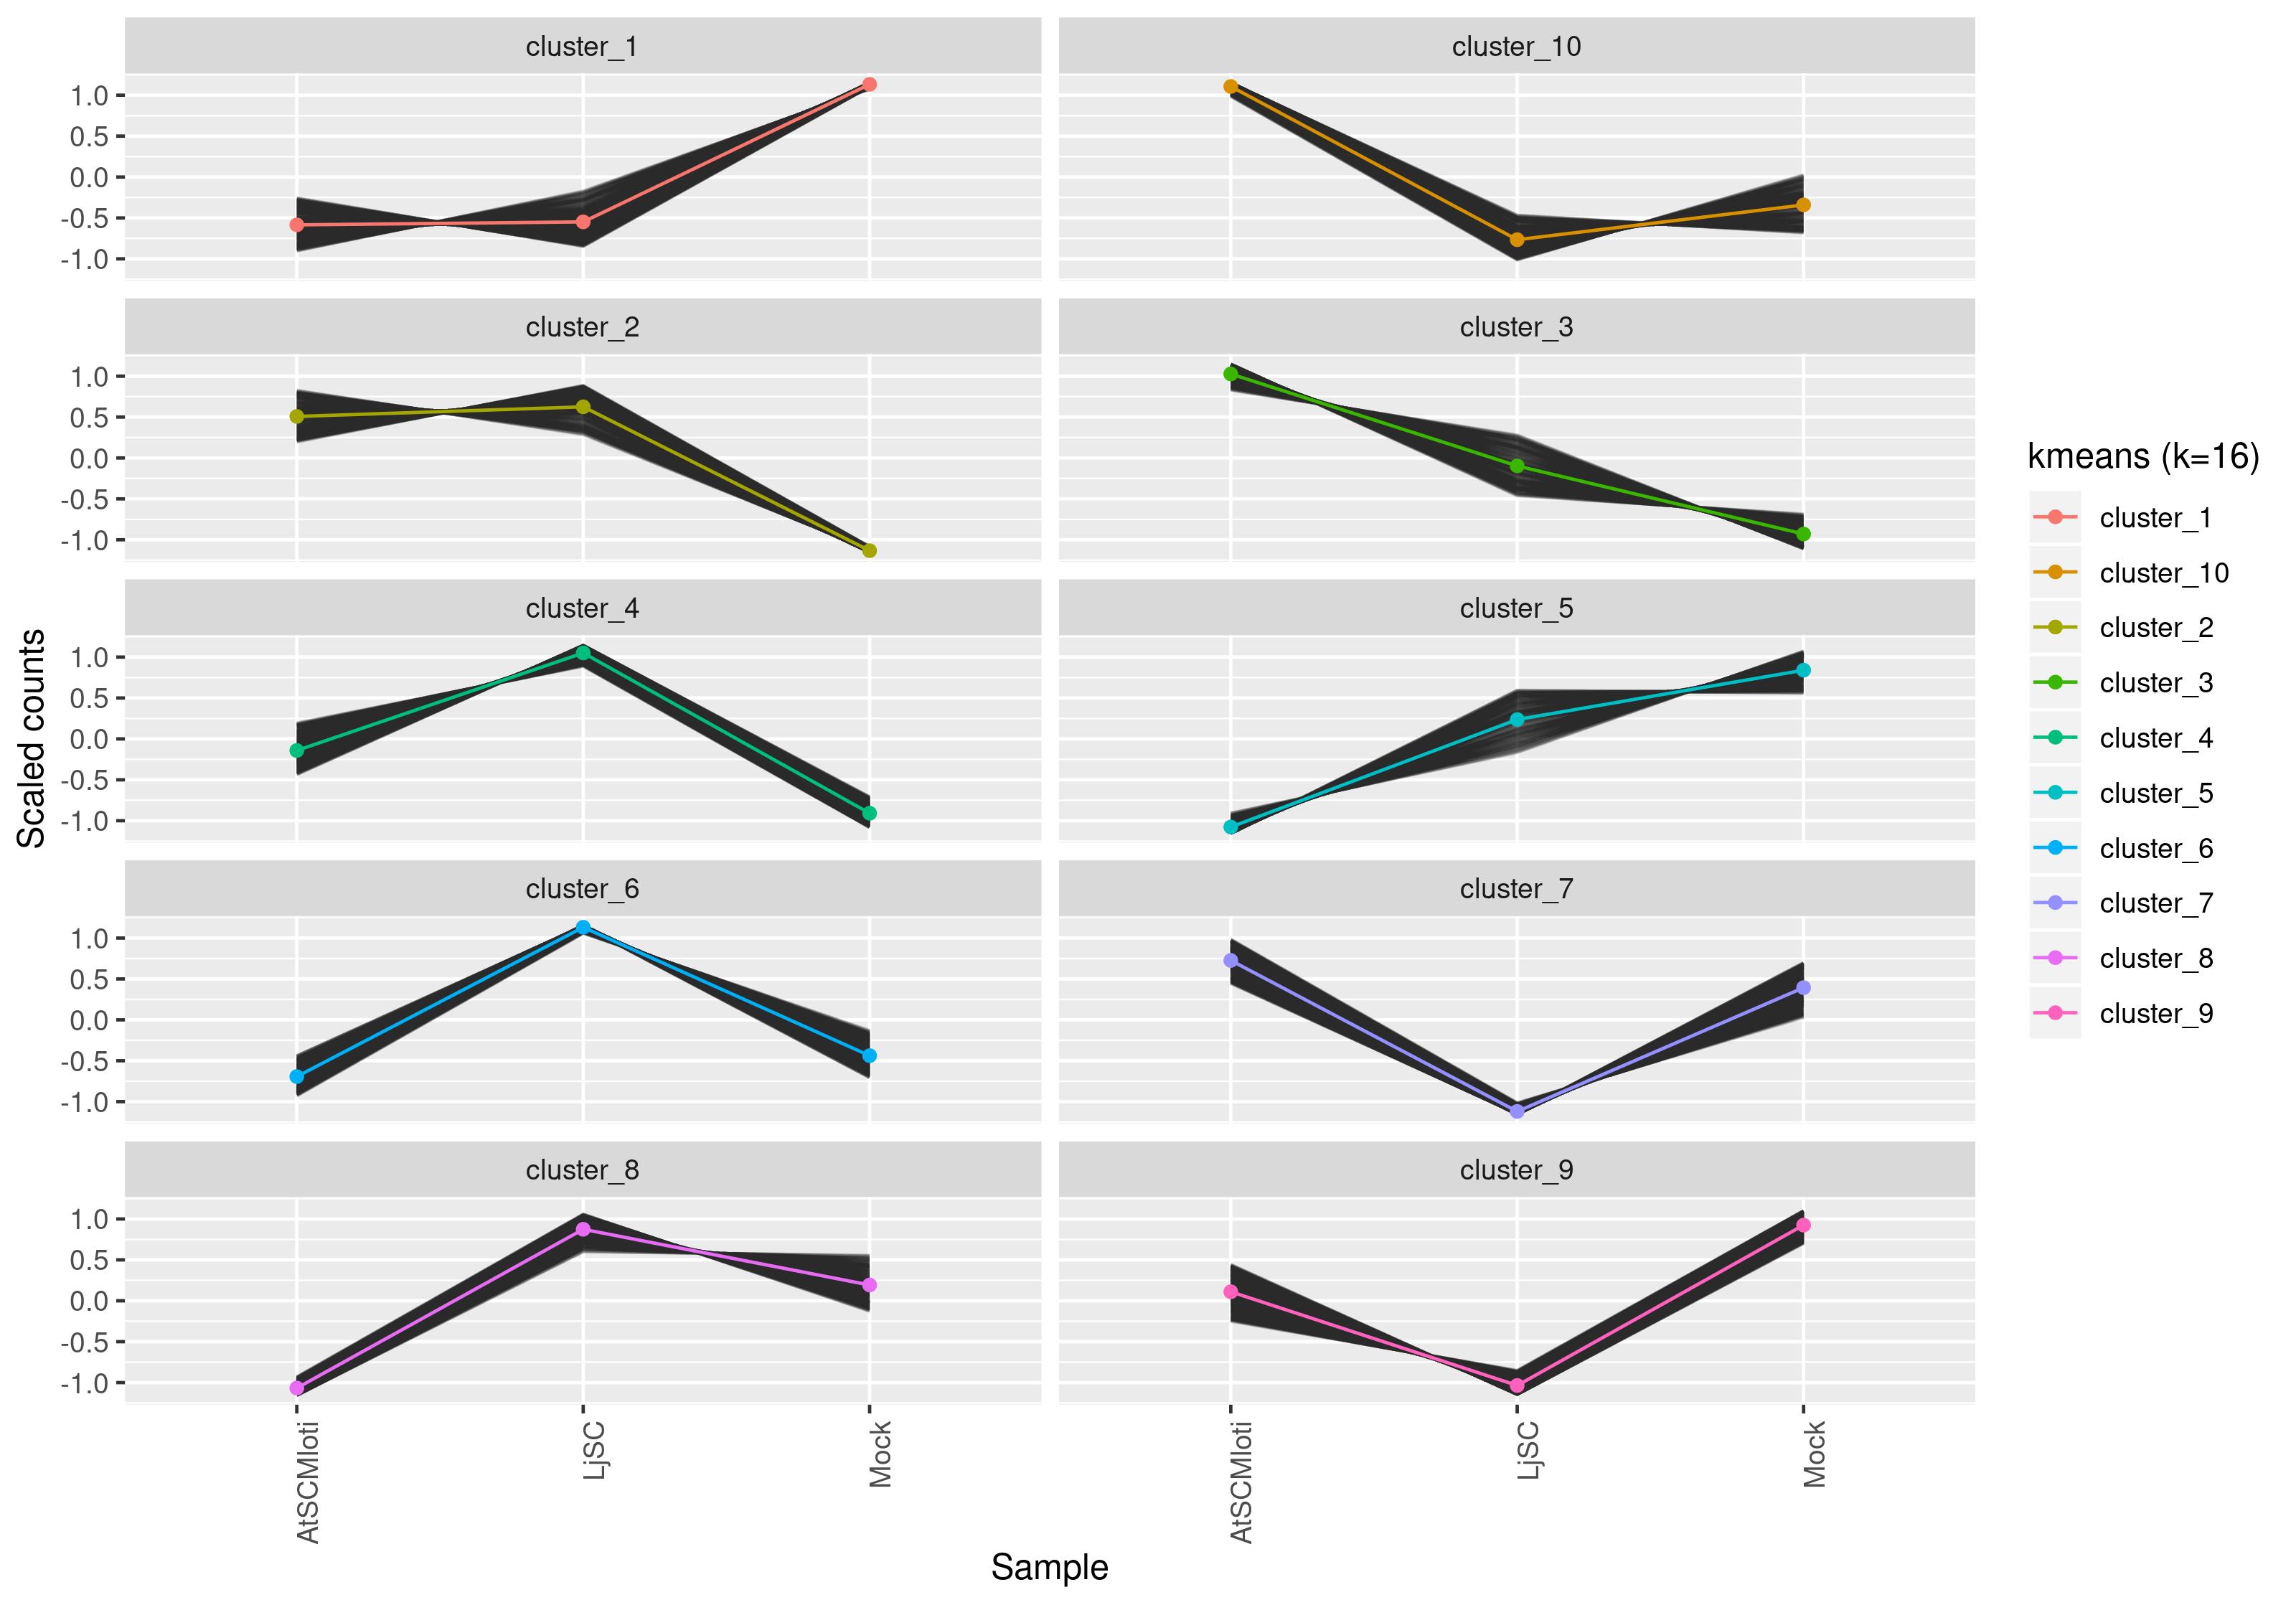 cluster_1
cluster_10
1.0
0.5
0.0
-0.5
-1.0
cluster_2
cluster_3
1.0
0.5
0.0
-0.5
-1.0
cluster_4
cluster_5
1.0
0.5
0.0
-0.5
-1.0
cluster_6
cluster_7
1.0
0.5
0.0
-0.5
-1.0
cluster_8
cluster_9
1.0
0.5
0.0
-0.5
-1.0
AtSCMloti
LjSC
Mock
AtSCMloti
LjSC
Mock
Sample
Scaled counts
kmeans (k=16)
cluster_1
cluster_10
cluster_2
cluster_3
cluster_4
cluster_5
cluster_6
cluster_7
cluster_8
cluster_9